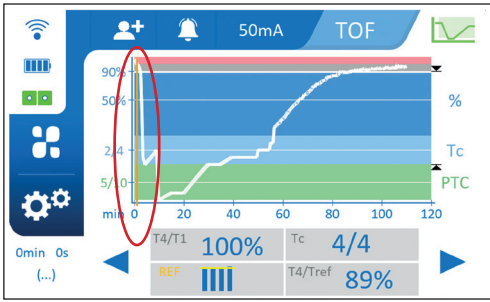 50mA TOF
90%
50%
2/4
5/10
%
Tc
PTC
min 0 20 40 60 80 100 120
0min 0s
(...)
T4/T1 100% Tc 4/4
REF T4/Tref 89%